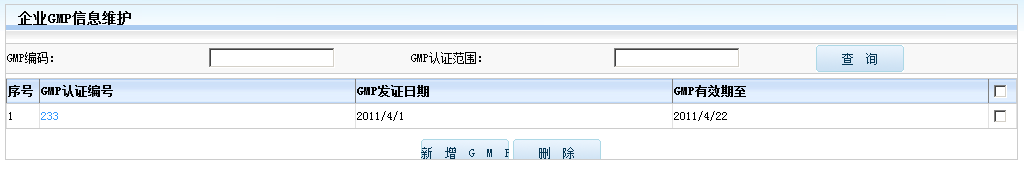 企业GMP信息维护
GMP编码: GMP认证范围: 查 询
序号 GMP认证编号 GMP发证日期 GMP有效期至
1 233 2011/4/1 2011/4/22
新 增 G M P 删 除